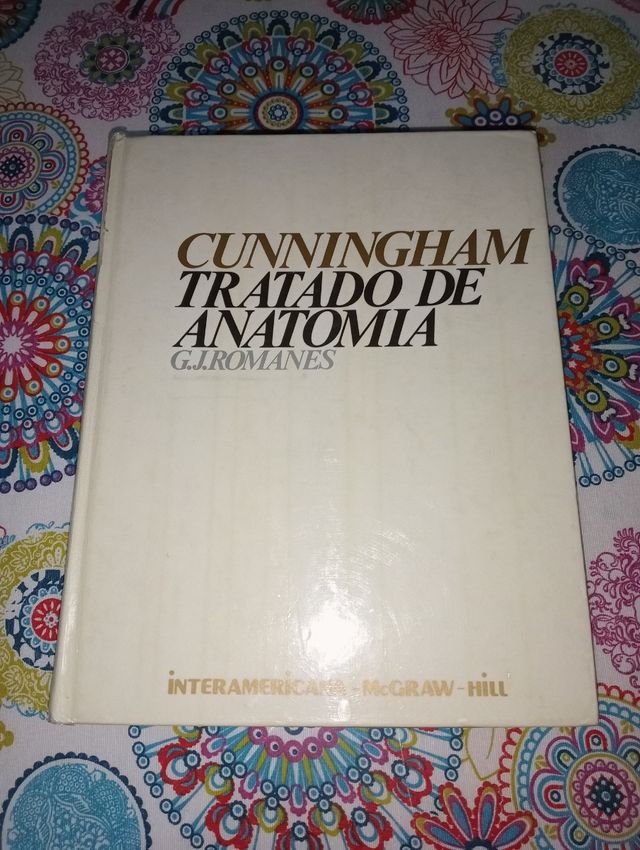 CUNNINGHAM
TRATADO DE
ANATOMIA
G.J.ROMANES
iNTERAMERiCANA - McGRAW - HiLL